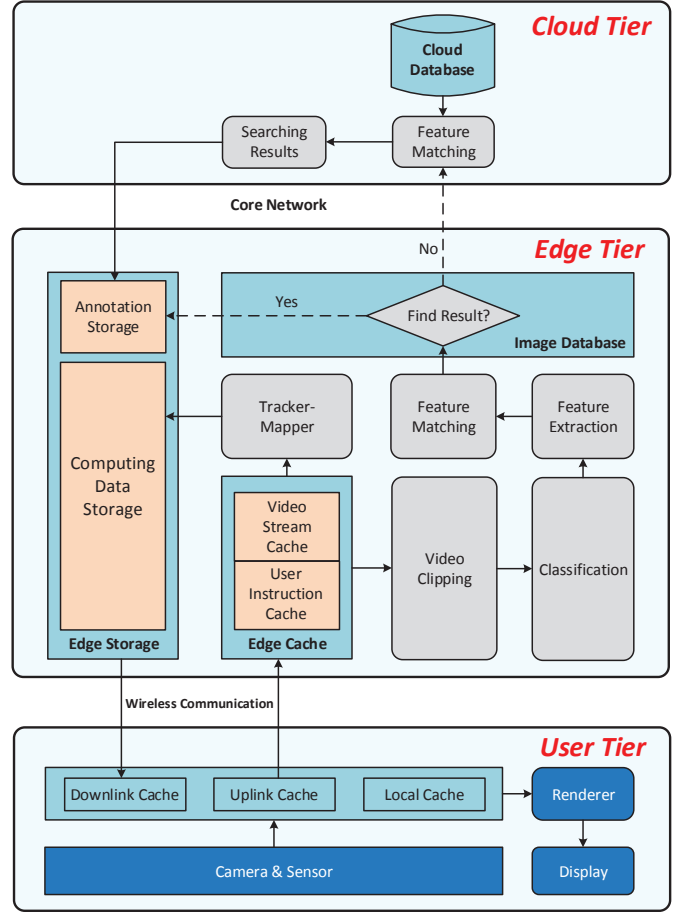 Cloud Tier
Cloud
Database
Searching
Results
Feature
Matching
Core Network
No
Edge Tier
Annotation
Storage
Yes
Find Result?
Image Database
Tracker-
Mapper
Feature
Matching
Feature
Extraction
Computing
Data
Storage
Video
Stream
Cache
User
Instruction
Cache
Video
Clipping
Classification
Edge Storage
Edge Cache
Wireless Communication
User Tier
Downlink Cache
Uplink Cache
Local Cache
Renderer
Camera & Sensor
Display